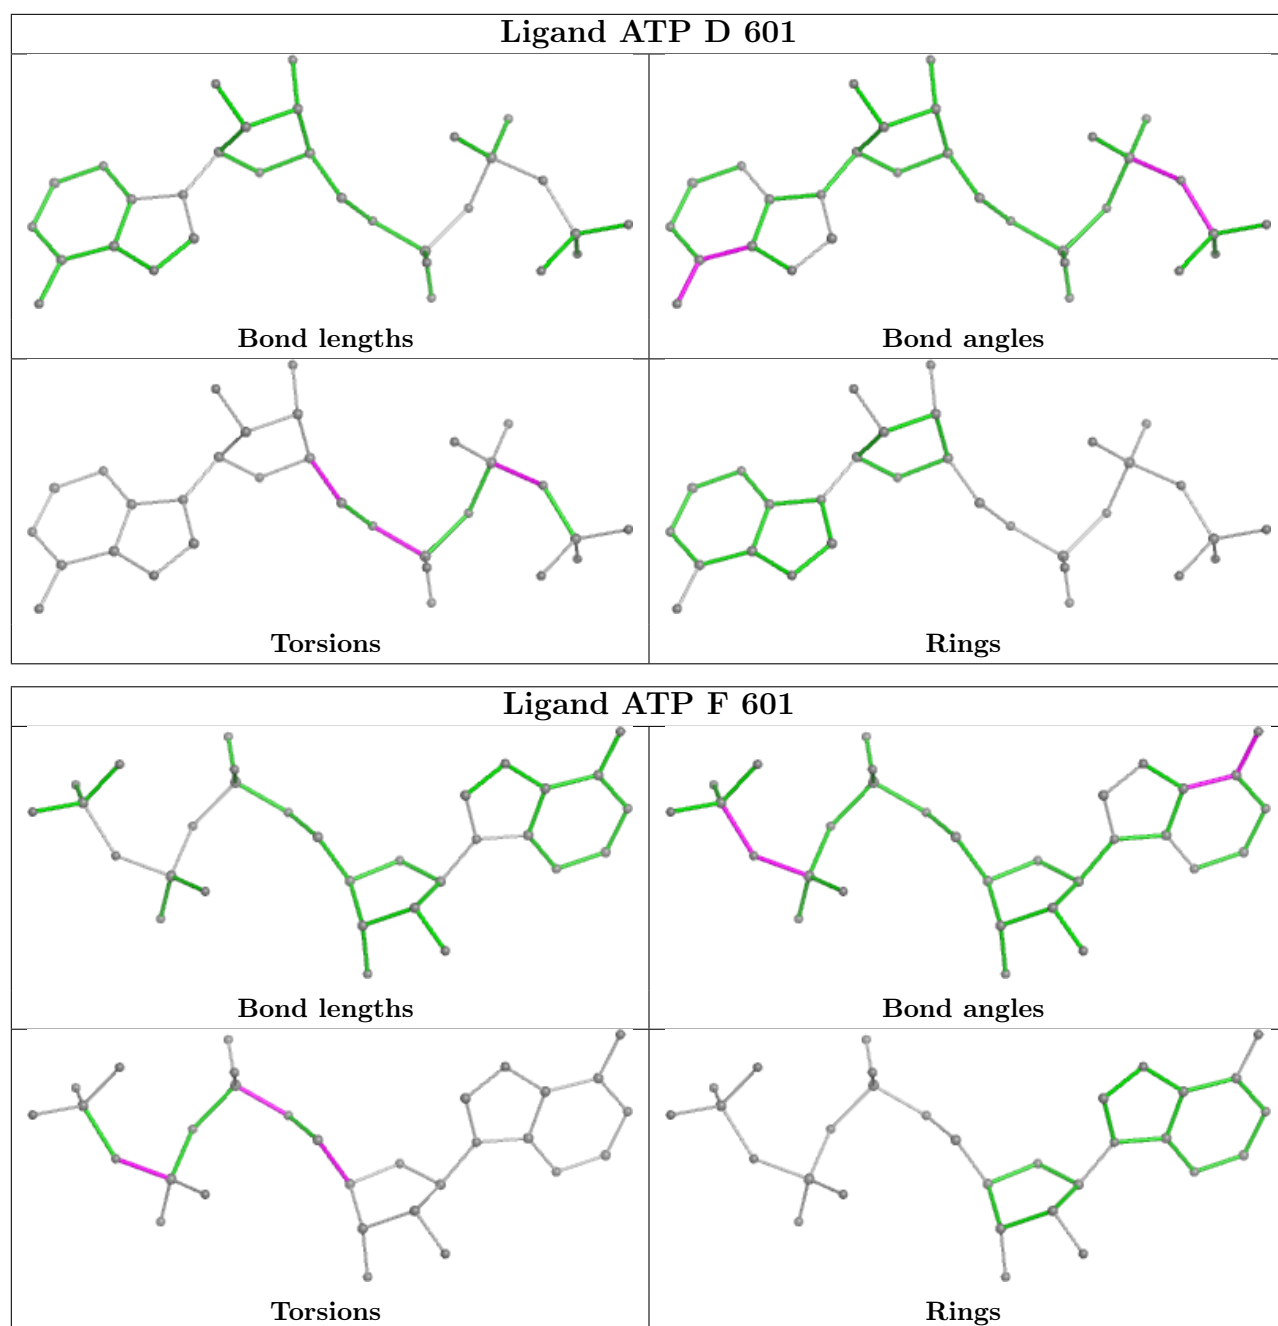 Ligand ATP D 601
Bond lengths
Bond angles
Torsions
Rings
Ligand ATP F 601
Bond lengths
Bond angles
Torsions
Rings